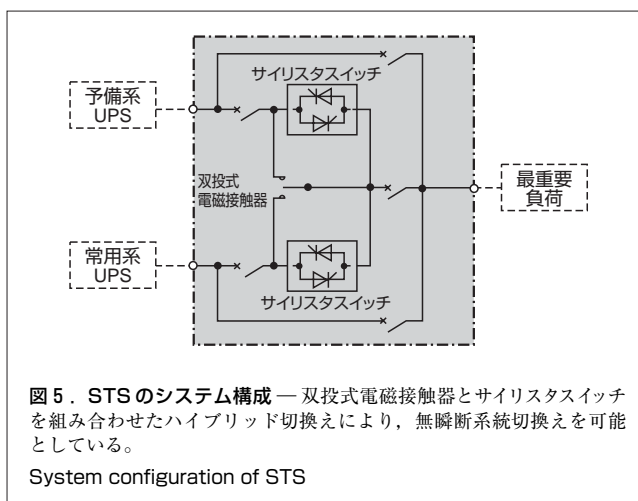 サイリスタスイッチ
予備系
UPS
双投式
電磁接触器
最重要
負荷
常用系
UPS
サイリスタスイッチ
図5．STSのシステム構成 — 双投式電磁接触器とサイリスタスイッチ
を組み合わせたハイブリッド切換えにより，無瞬断系統切換えを可能
としている。
System configuration of STS